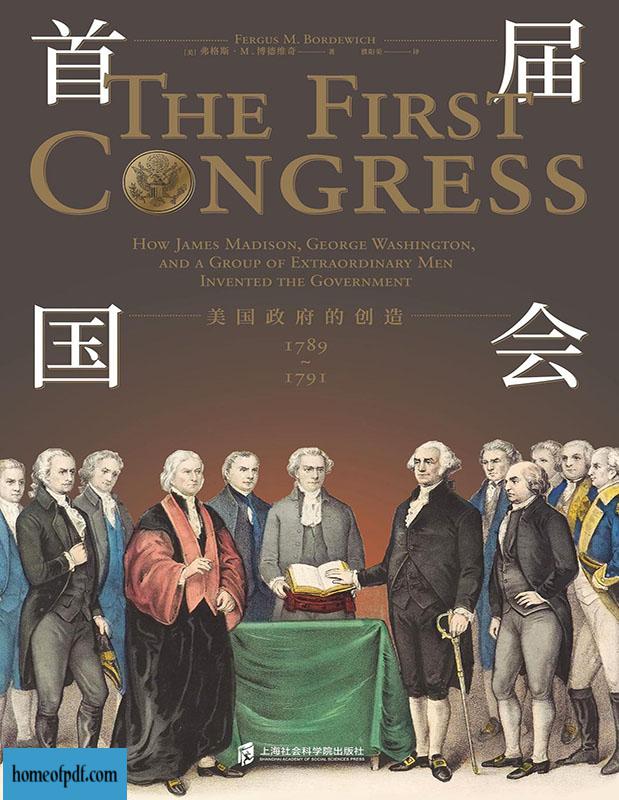 首届
FERGUS M. BORDEWICH
[美] 弗格斯·M.博德维奇 著 濮阳荣 译
THE FIRST
CONGRESS
HOW JAMES MADISON, GEORGE WASHINGTON,
AND A GROUP OF EXTRAORDINARY MEN
INVENTED THE GOVERNMENT
国会
美国政府的创造
1789
~
1791
上海社会科学院出版社
SHANGHAI ACADEMY OF SOCIAL SCIENCES PRESS
homeofpdf.com